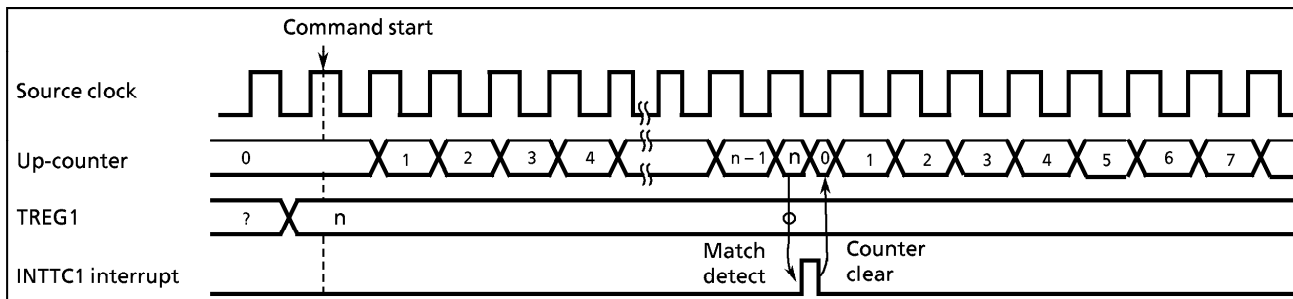 Command start
Source clock
Up-counter 0 1 2 3 4 n – 1 n 0 1 2 3 4 5 6 7
TREG1 ? n
Match detect
Counter clear
INTTC1 interrupt